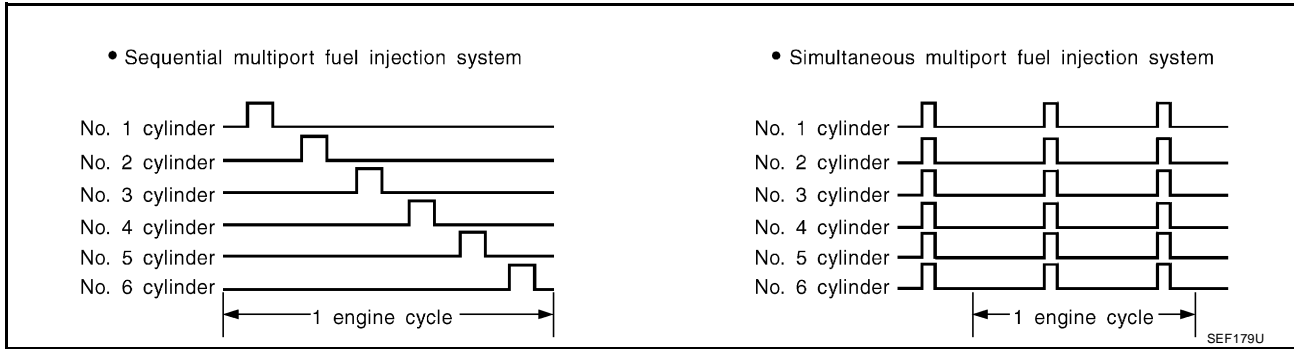 • Sequential multiport fuel injection system
No. 1 cylinder
No. 2 cylinder
No. 3 cylinder
No. 4 cylinder
No. 5 cylinder
No. 6 cylinder
1 engine cycle
• Simultaneous multiport fuel injection system
No. 1 cylinder
No. 2 cylinder
No. 3 cylinder
No. 4 cylinder
No. 5 cylinder
No. 6 cylinder
1 engine cycle
SEF179U